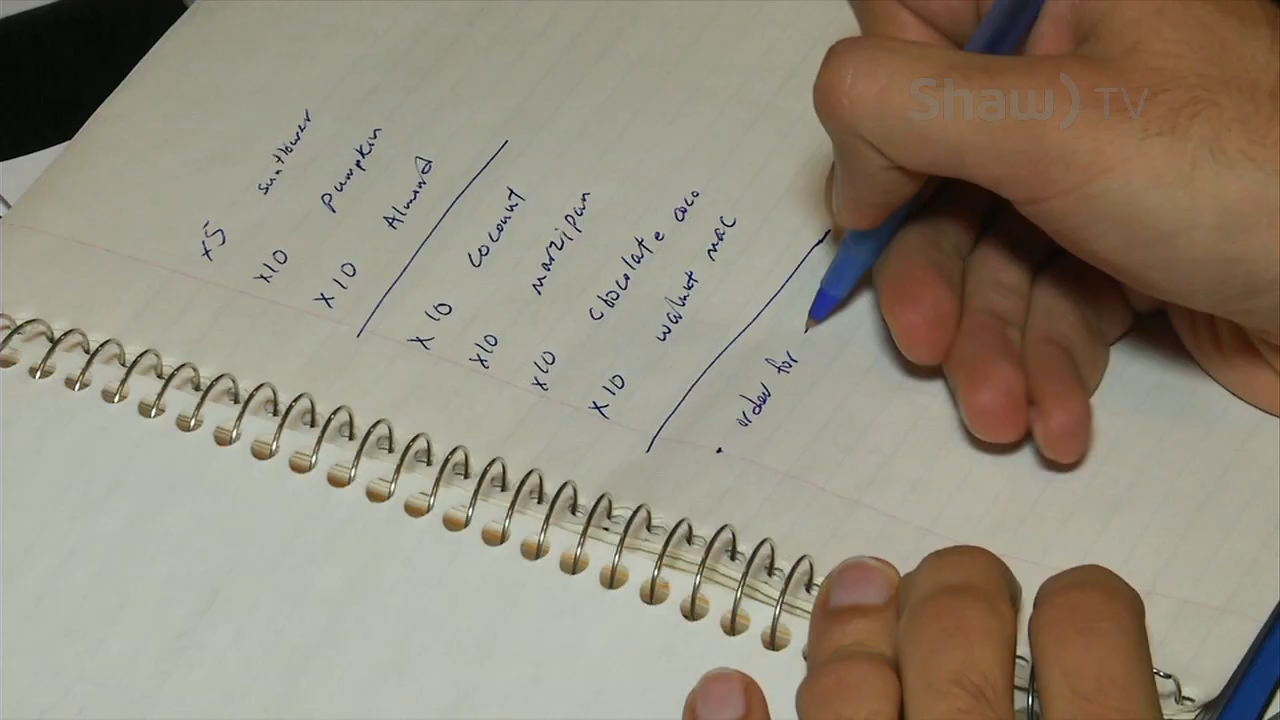 x5 sunflower
x10 pumpkin
x10 Almond
x10 coconut
x10 marzipan
x10 chocolate coco
x10 walnut mac
• order for
Shaw) TV